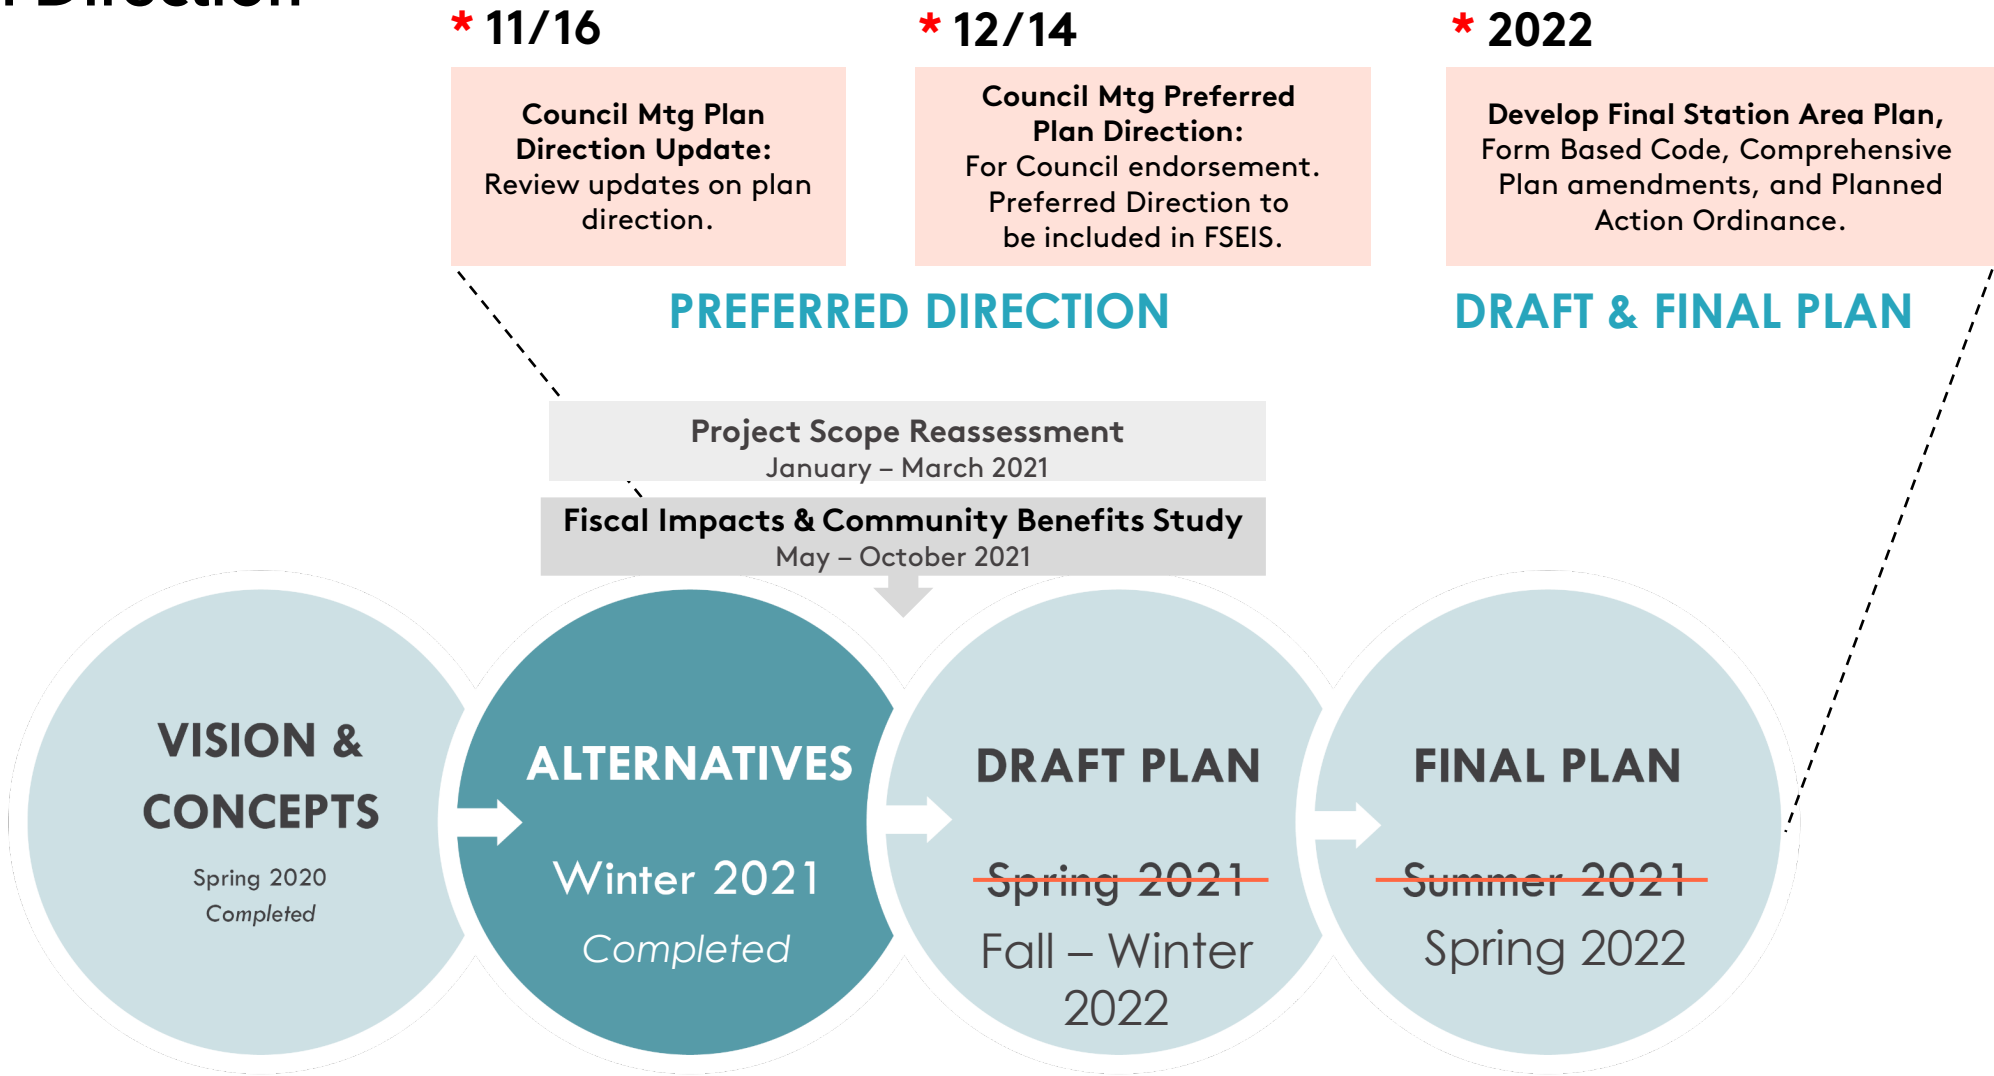 Direction
* 11/16
Council Mtg Plan
Direction Update:
Review updates on plan
direction.
* 12/14
Council Mtg Preferred
Plan Direction:
For Council endorsement.
Preferred Direction to
be included in FSEIS.
* 2022
Develop Final Station Area Plan,
Form Based Code, Comprehensive
Plan amendments, and Planned
Action Ordinance.
PREFERRED DIRECTION
DRAFT & FINAL PLAN
Project Scope Reassessment
January – March 2021
Fiscal Impacts & Community Benefits Study
May – October 2021
VISION &
CONCEPTS
Spring 2020
Completed
ALTERNATIVES
Winter 2021
Completed
DRAFT PLAN
Spring 2021
Fall – Winter
2022
FINAL PLAN
Summer 2021
Spring 2022